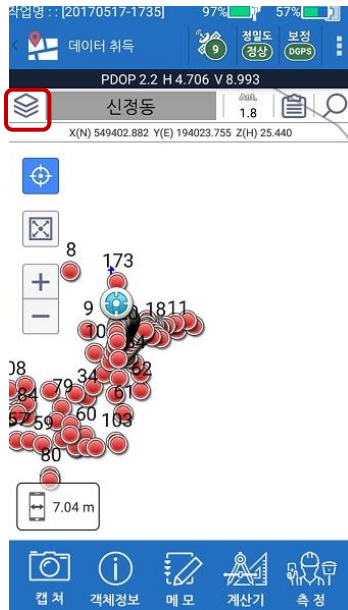 작업명 : : [20170517-1735] 97% 57%
데이터 취득 9 정밀도 정상 보정 DGPS
PDOP 2.2 H 4.706 V 8.993
신정동 Ant. 1.8
X(N) 549402.882 Y(E) 194023.755 Z(H) 25.440
8
173
9 1811
10
08 34 62
84 79 61
57 59 60 103
80
7.04 m
캡 쳐 객체정보 메 모 계산기 측 정